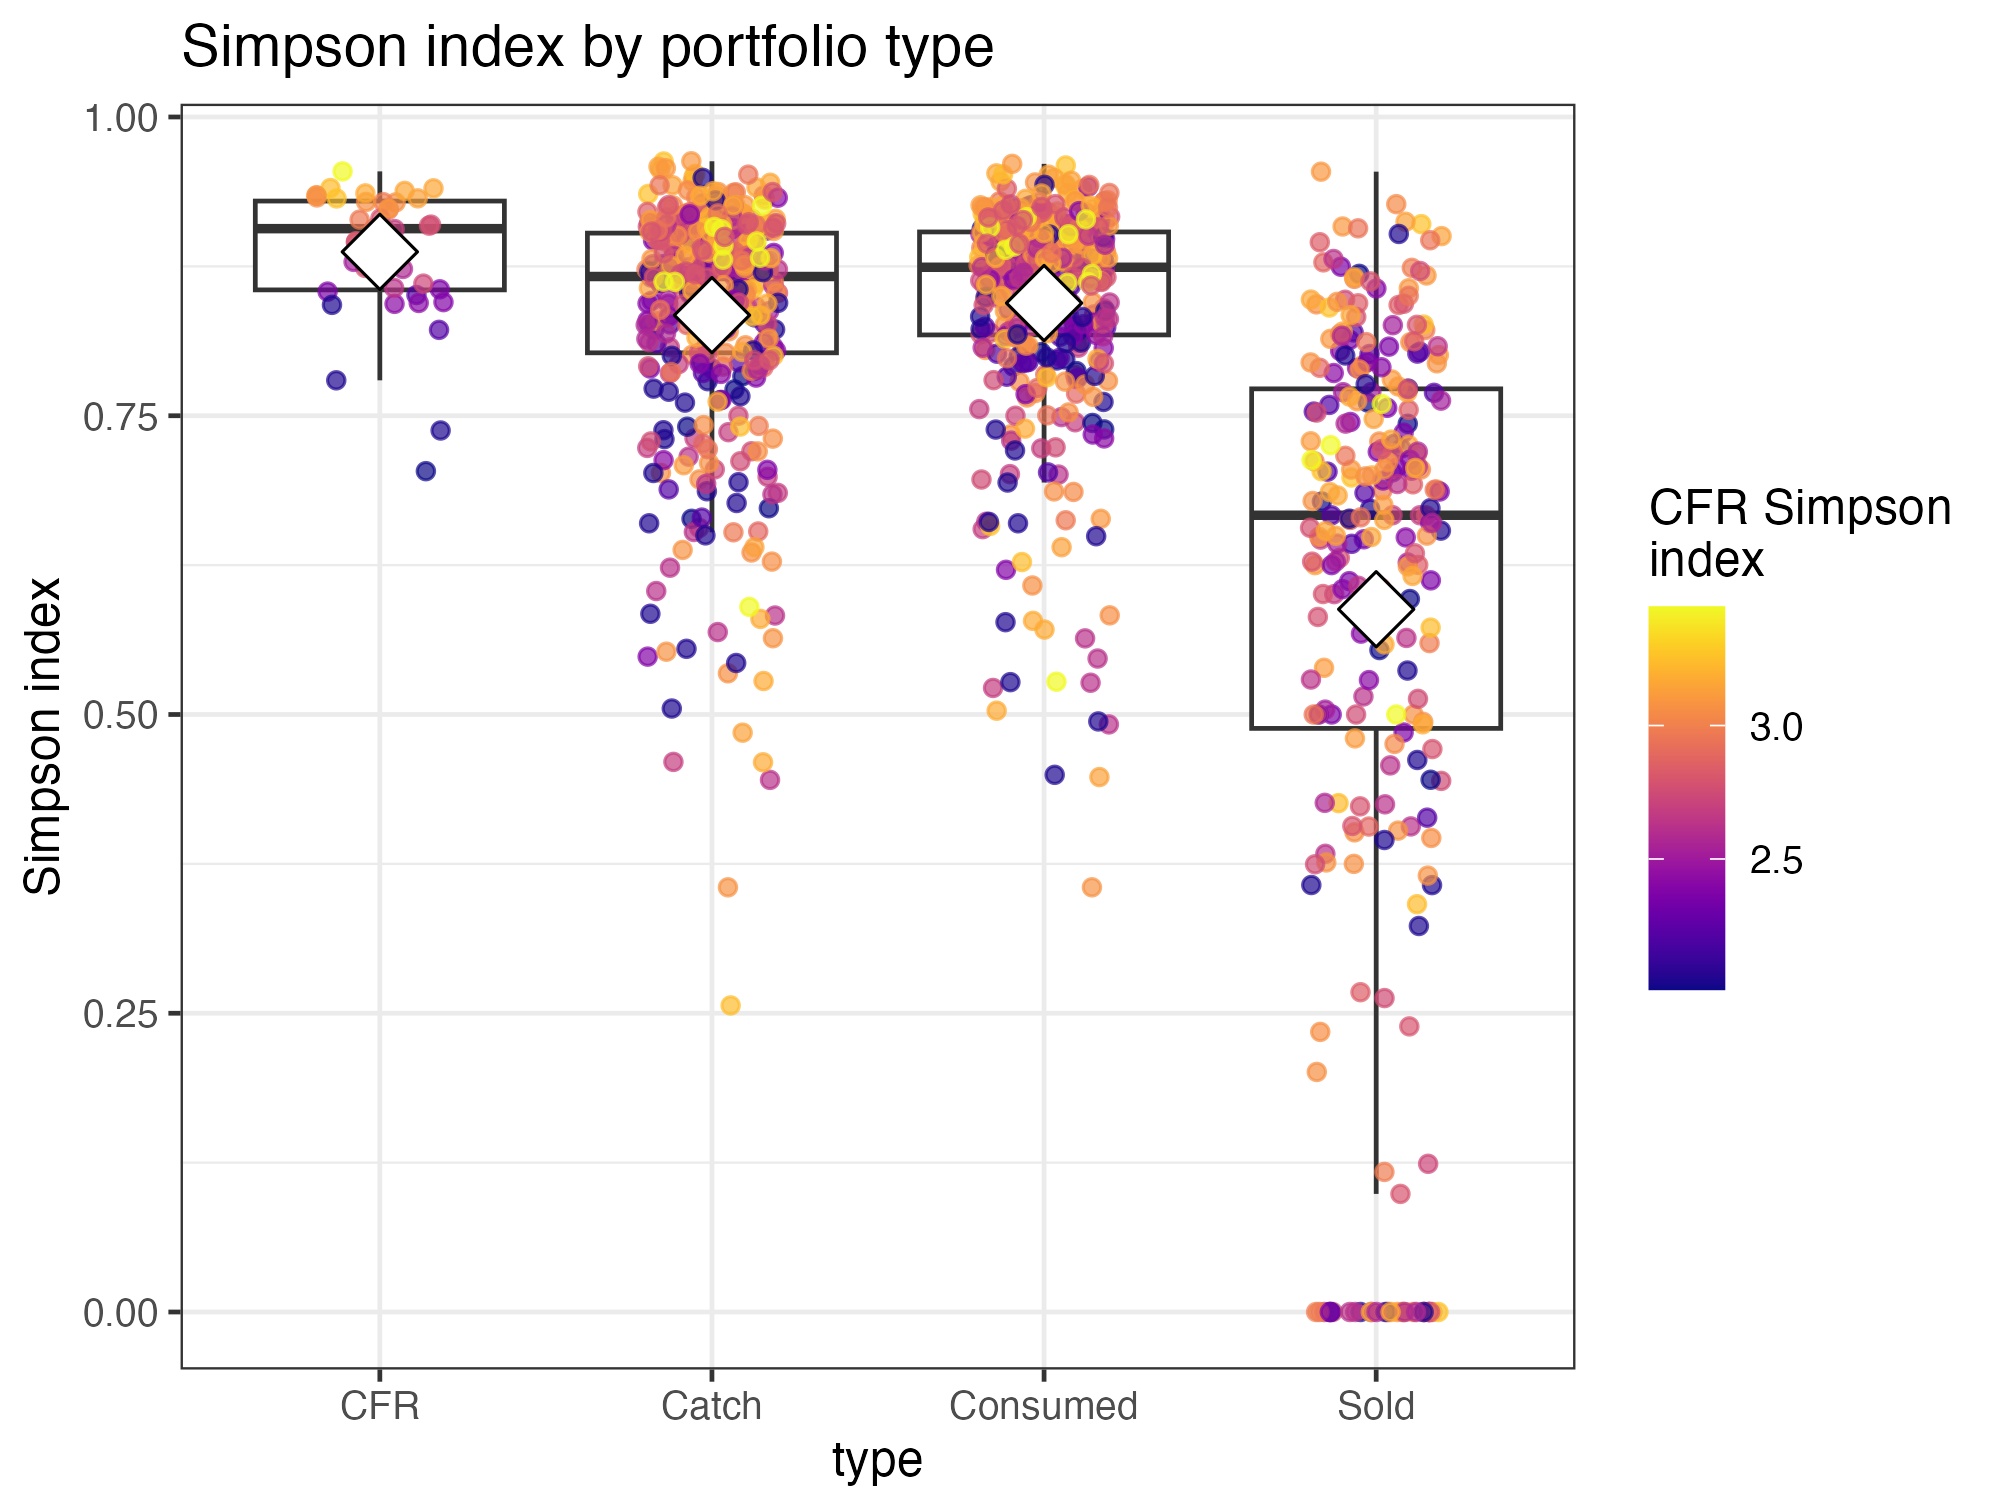 Simpson index by portfolio type
1.00
0.75
0.50
0.25
0.00
Simpson index
CFR
Catch
Consumed
Sold
type
CFR Simpson
index
3.0
2.5